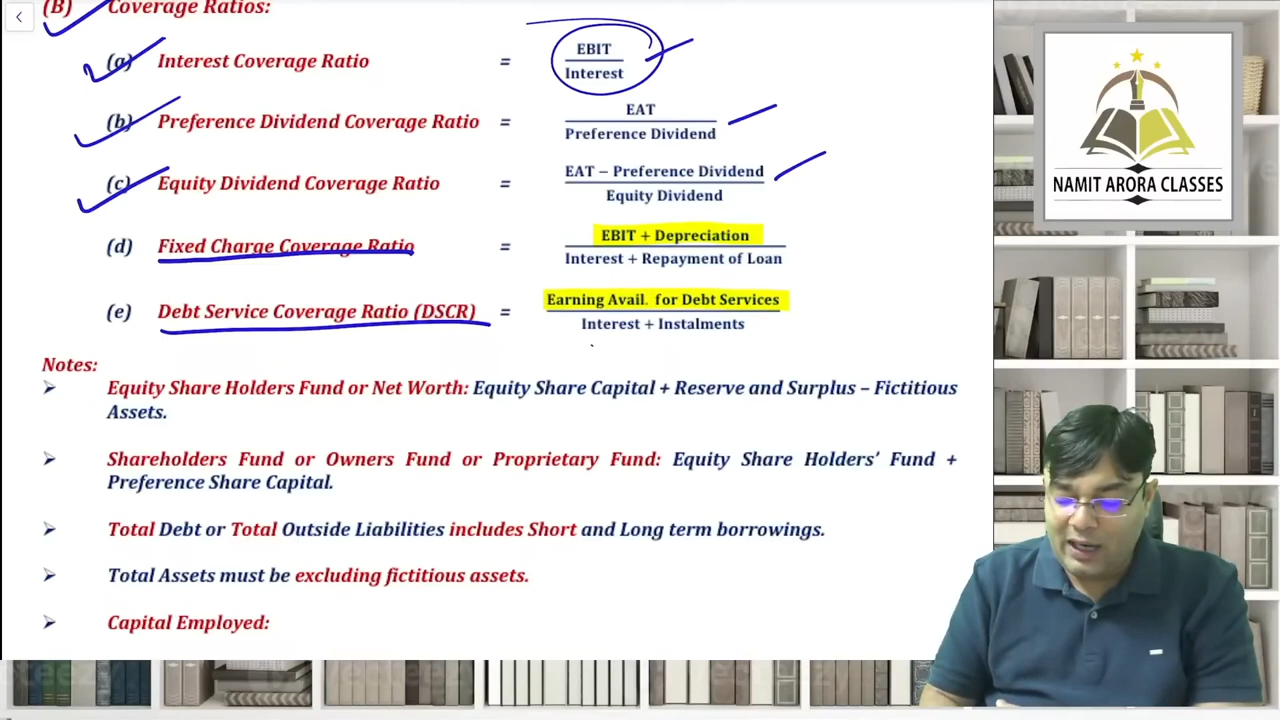 (B) Coverage Ratios:
(a) Interest Coverage Ratio = EBIT
Interest
(b) Preference Dividend Coverage Ratio = EAT
Preference Dividend
(c) Equity Dividend Coverage Ratio = EAT – Preference Dividend
Equity Dividend
(d) Fixed Charge Coverage Ratio = EBIT + Depreciation
Interest + Repayment of Loan
(e) Debt Service Coverage Ratio (DSCR) = Earning Avail. for Debt Services
Interest + Instalments
Notes:
➢ Equity Share Holders Fund or Net Worth: Equity Share Capital + Reserve and Surplus – Fictitious
Assets.
➢ Shareholders Fund or Owners Fund or Proprietary Fund: Equity Share Holders’ Fund +
Preference Share Capital.
➢ Total Debt or Total Outside Liabilities includes Short and Long term borrowings.
➢ Total Assets must be excluding fictitious assets.
➢ Capital Employed:
NAMIT ARORA CLASSES